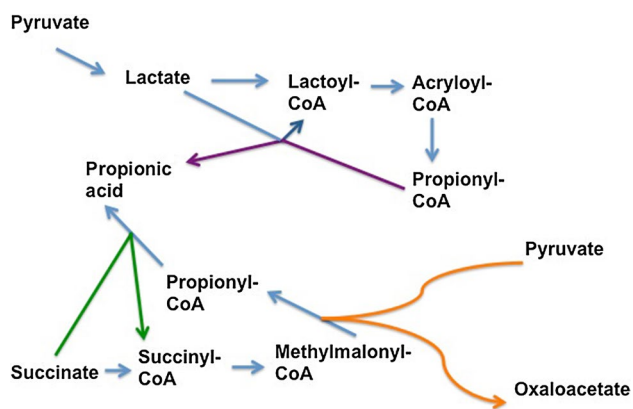 Pyruvate
Lactate
Lactoyl-
CoA
Acryloyl-
CoA
Propionic
acid
Propionyl-
CoA
Pyruvate
Propionyl-
CoA
Succinate
Succinyl-
CoA
Methylmalonyl-
CoA
Oxaloacetate